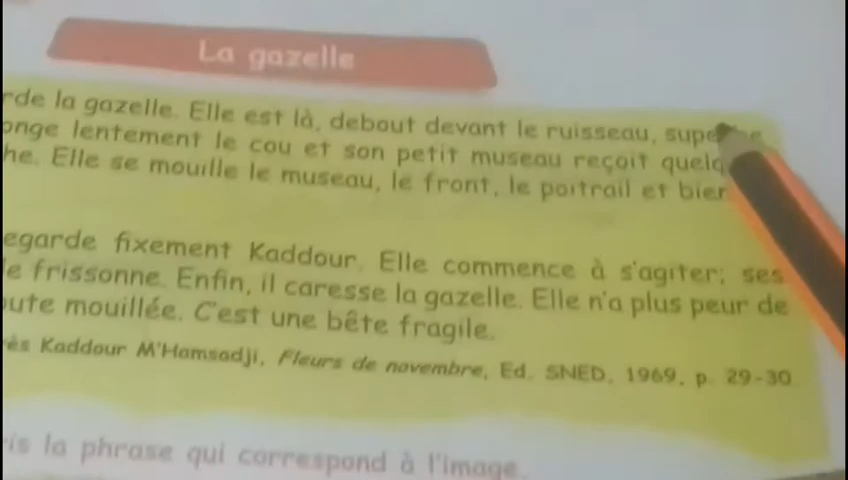 La gazelle
rde la gazelle. Elle est là, debout devant le ruisseau,
onge lentement le cou et son petit museau reçoit quelq
he. Elle se mouille le museau, le front, le poitrail et bien
egarde fixement Kaddour. Elle commence à s'agiter; ses
le frissonne. Enfin, il caresse la gazelle. Elle n'a plus peur de
oute mouillée. C'est une bête fragile.
rès Kaddour M'Hamsadji, Fleurs de novembre, Ed. SNED, 1969, p. 29-30.
ris la phrase qui correspond à l'image.